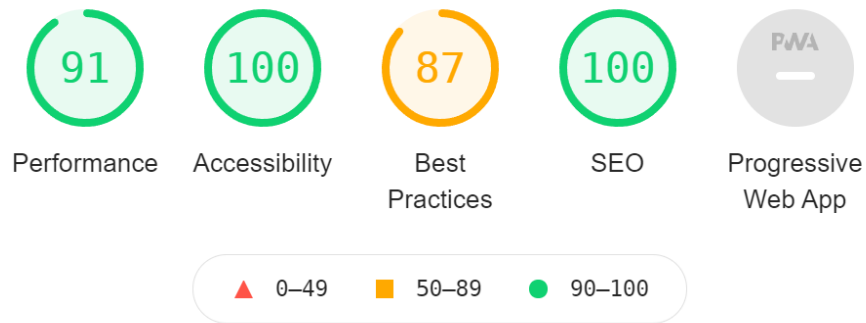 91
100
87
100
PWA
Performance
Accessibility
Best
Practices
SEO
Progressive
Web App
0–49
50–89
90–100